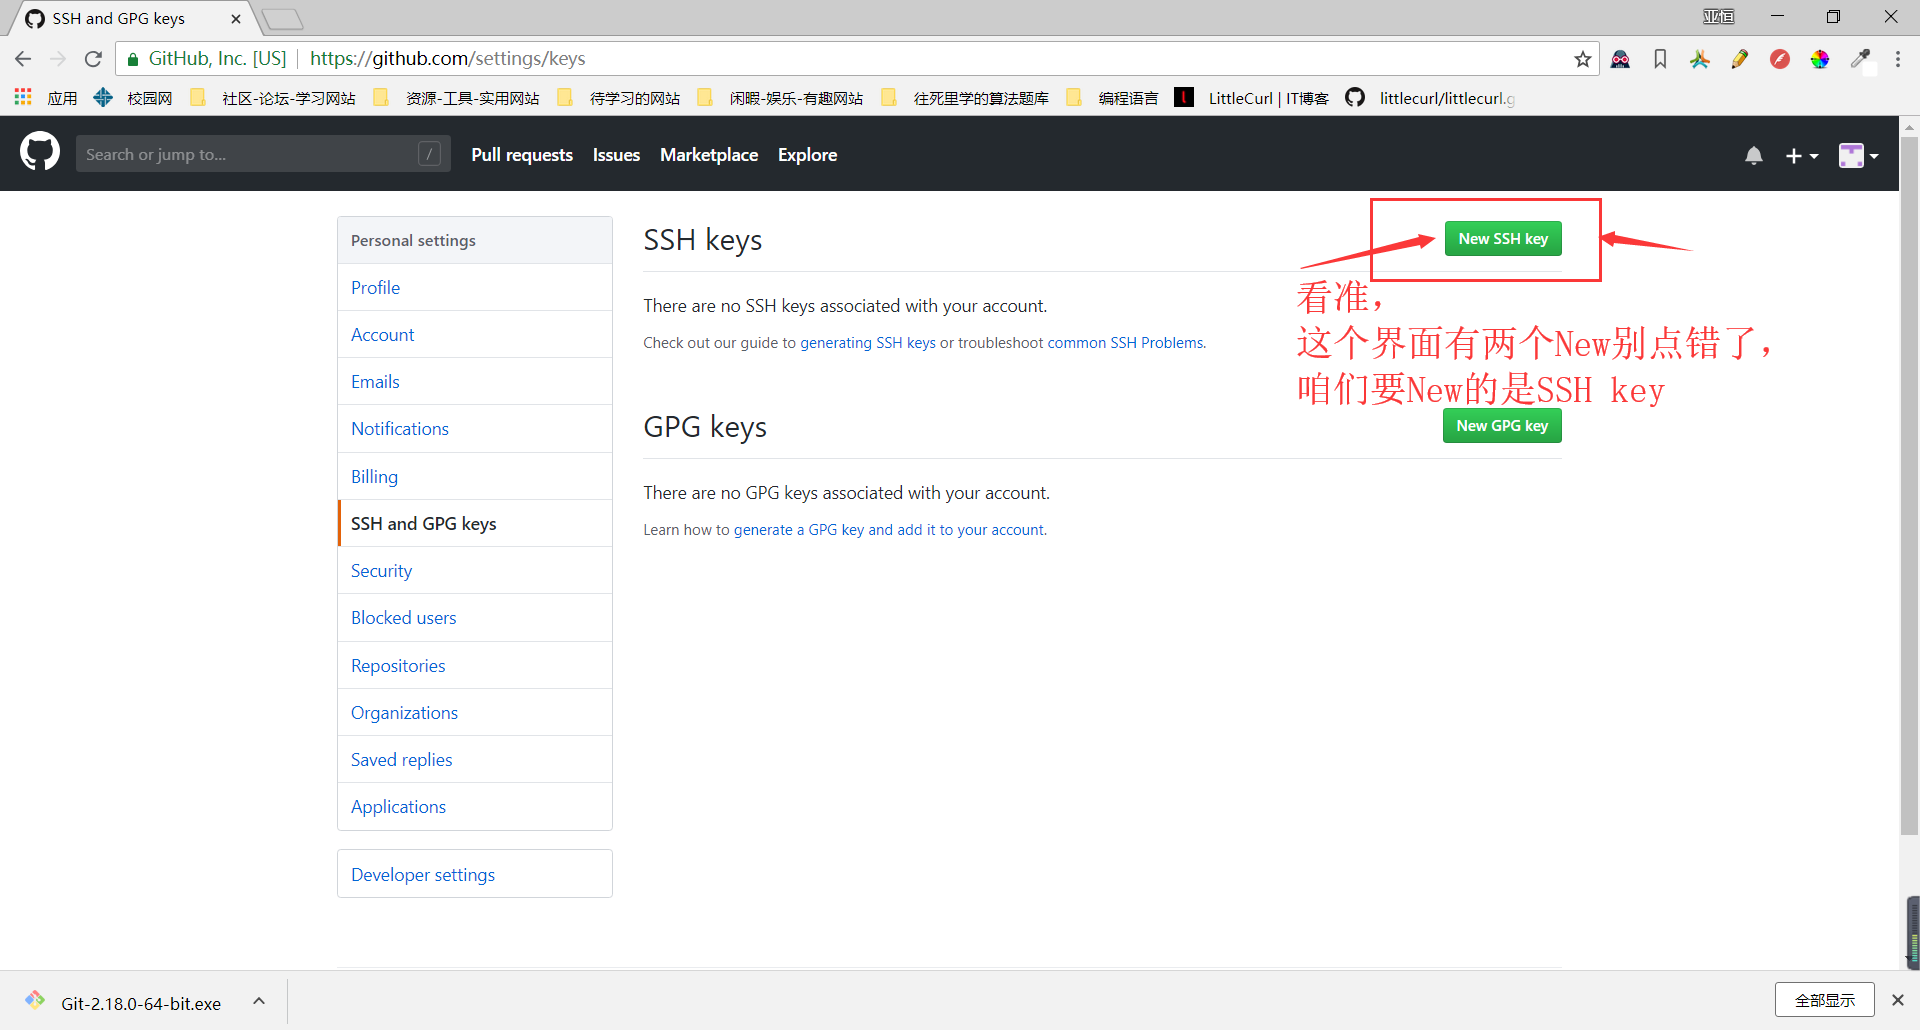 SSH and GPG keys
亚恒
GitHub, Inc. [US]
https://github.com/settings/keys
应用
校园网
社区-论坛-学习网站
资源-工具-实用网站
待学习的网站
闲暇-娱乐-有趣网站
往死里学的算法题库
编程语言
LittleCurl | IT博客
littlecurl/littlecurl.g
Search or jump to...
/
Pull requests
Issues
Marketplace
Explore
Personal settings
Profile
Account
Emails
Notifications
Billing
SSH and GPG keys
Security
Blocked users
Repositories
Organizations
Saved replies
Applications
Developer settings
SSH keys
New SSH key
There are no SSH keys associated with your account.
Check out our guide to generating SSH keys or troubleshoot common SSH Problems.
看准，
这个界面有两个New别点错了，
咱们要New的是SSH key
GPG keys
New GPG key
There are no GPG keys associated with your account.
Learn how to generate a GPG key and add it to your account.
Git-2.18.0-64-bit.exe
全部显示